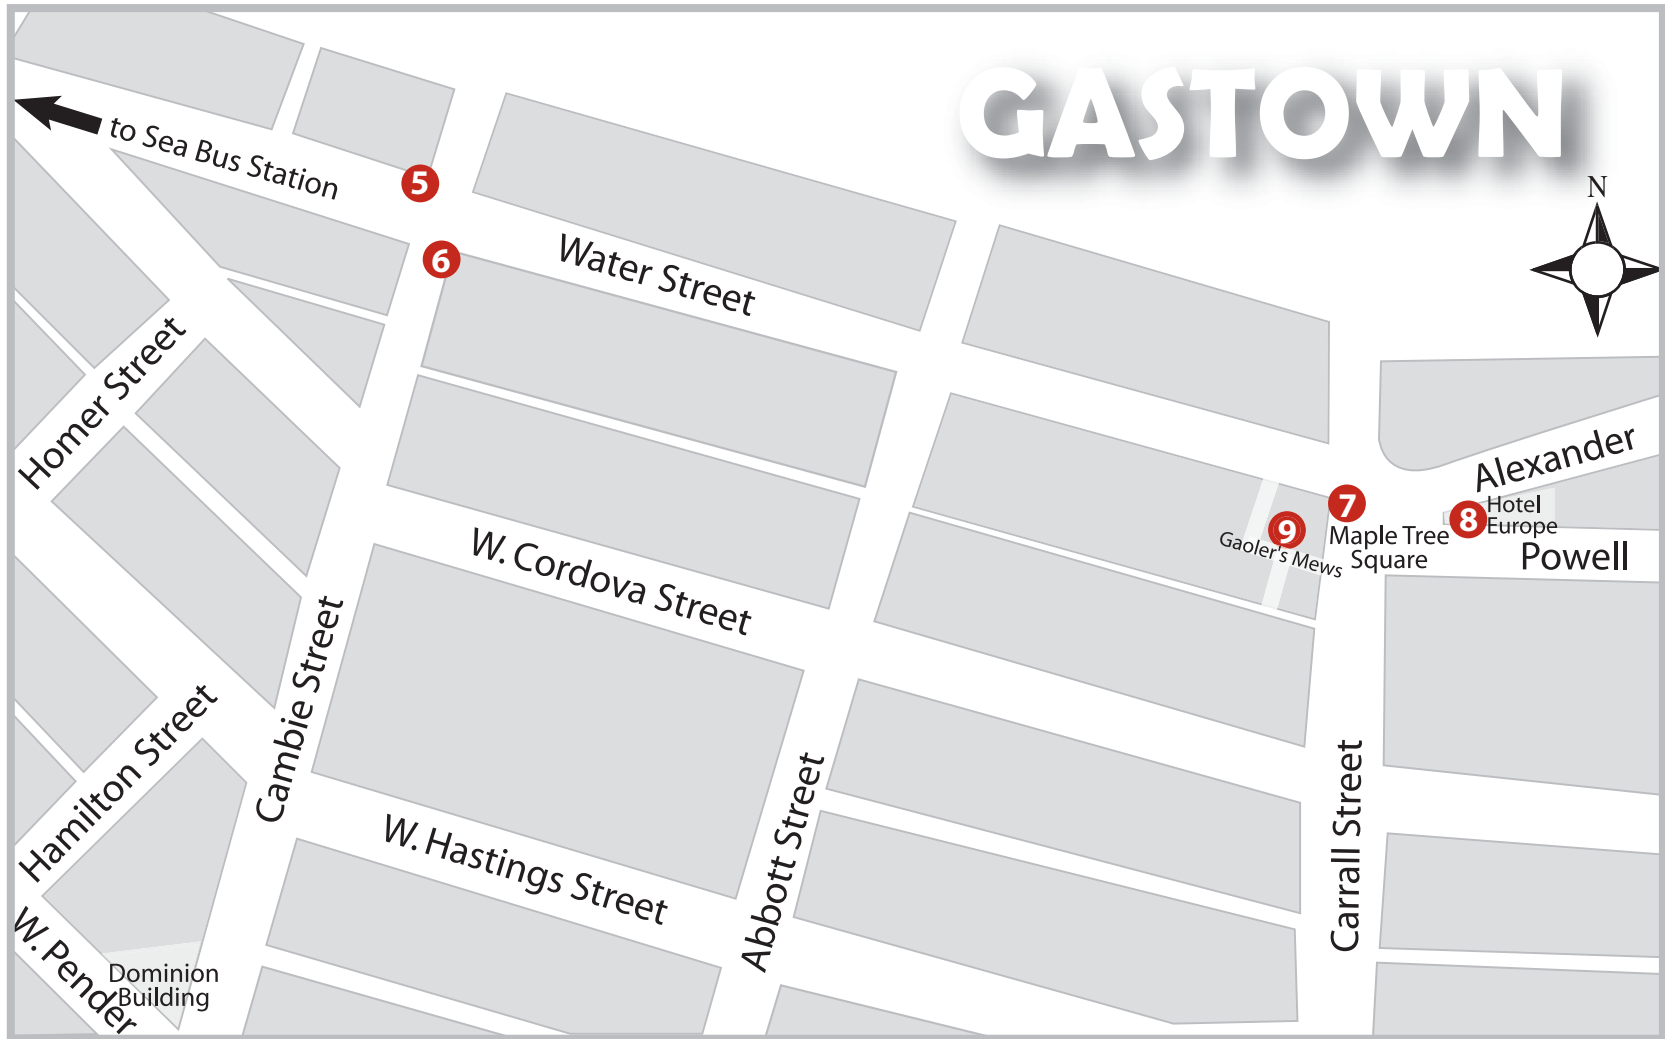 GASTOWN
N
to Sea Bus Station
5
6
Water Street
Homer Street
Alexander
7
8
Hotel
Europe
9
Maple Tree
Square
Gaoler's Mews
Powell
W. Cordova Street
Cambie Street
Hamilton Street
Abbott Street
Carrall Street
W. Hastings Street
W. Pender
Dominion
Building